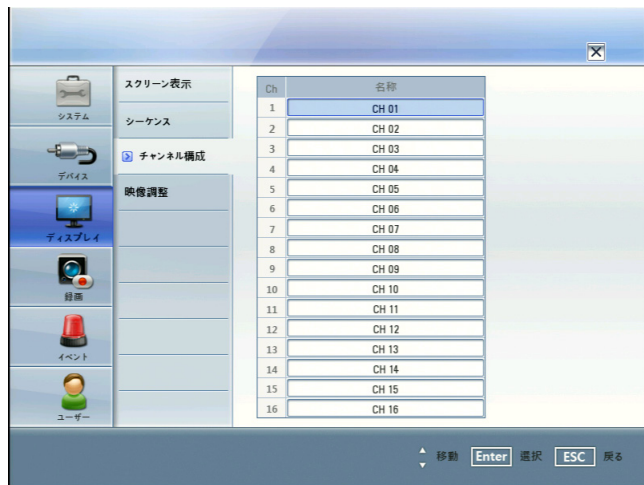 システム
デバイス
ディスプレイ
録画
イベント
ユーザー
スクリーン表示
シーケンス
チャンネル構成
映像調整
Ch 名称
1 CH 01
2 CH 02
3 CH 03
4 CH 04
5 CH 05
6 CH 06
7 CH 07
8 CH 08
9 CH 09
10 CH 10
11 CH 11
12 CH 12
13 CH 13
14 CH 14
15 CH 15
16 CH 16
移動 Enter 選択 ESC 戻る